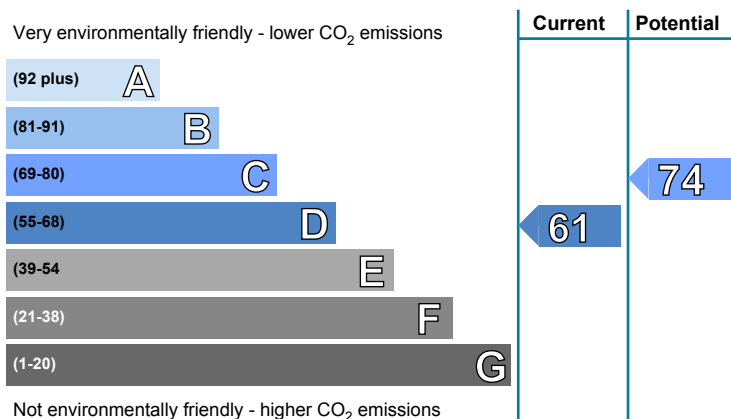 Current Potential
Very environmentally friendly - lower CO2 emissions
(92 plus) A
(81-91) B
(69-80) C 74
(55-68) D 61
(39-54 E
(21-38) F
(1-20) G
Not environmentally friendly - higher CO2 emissions